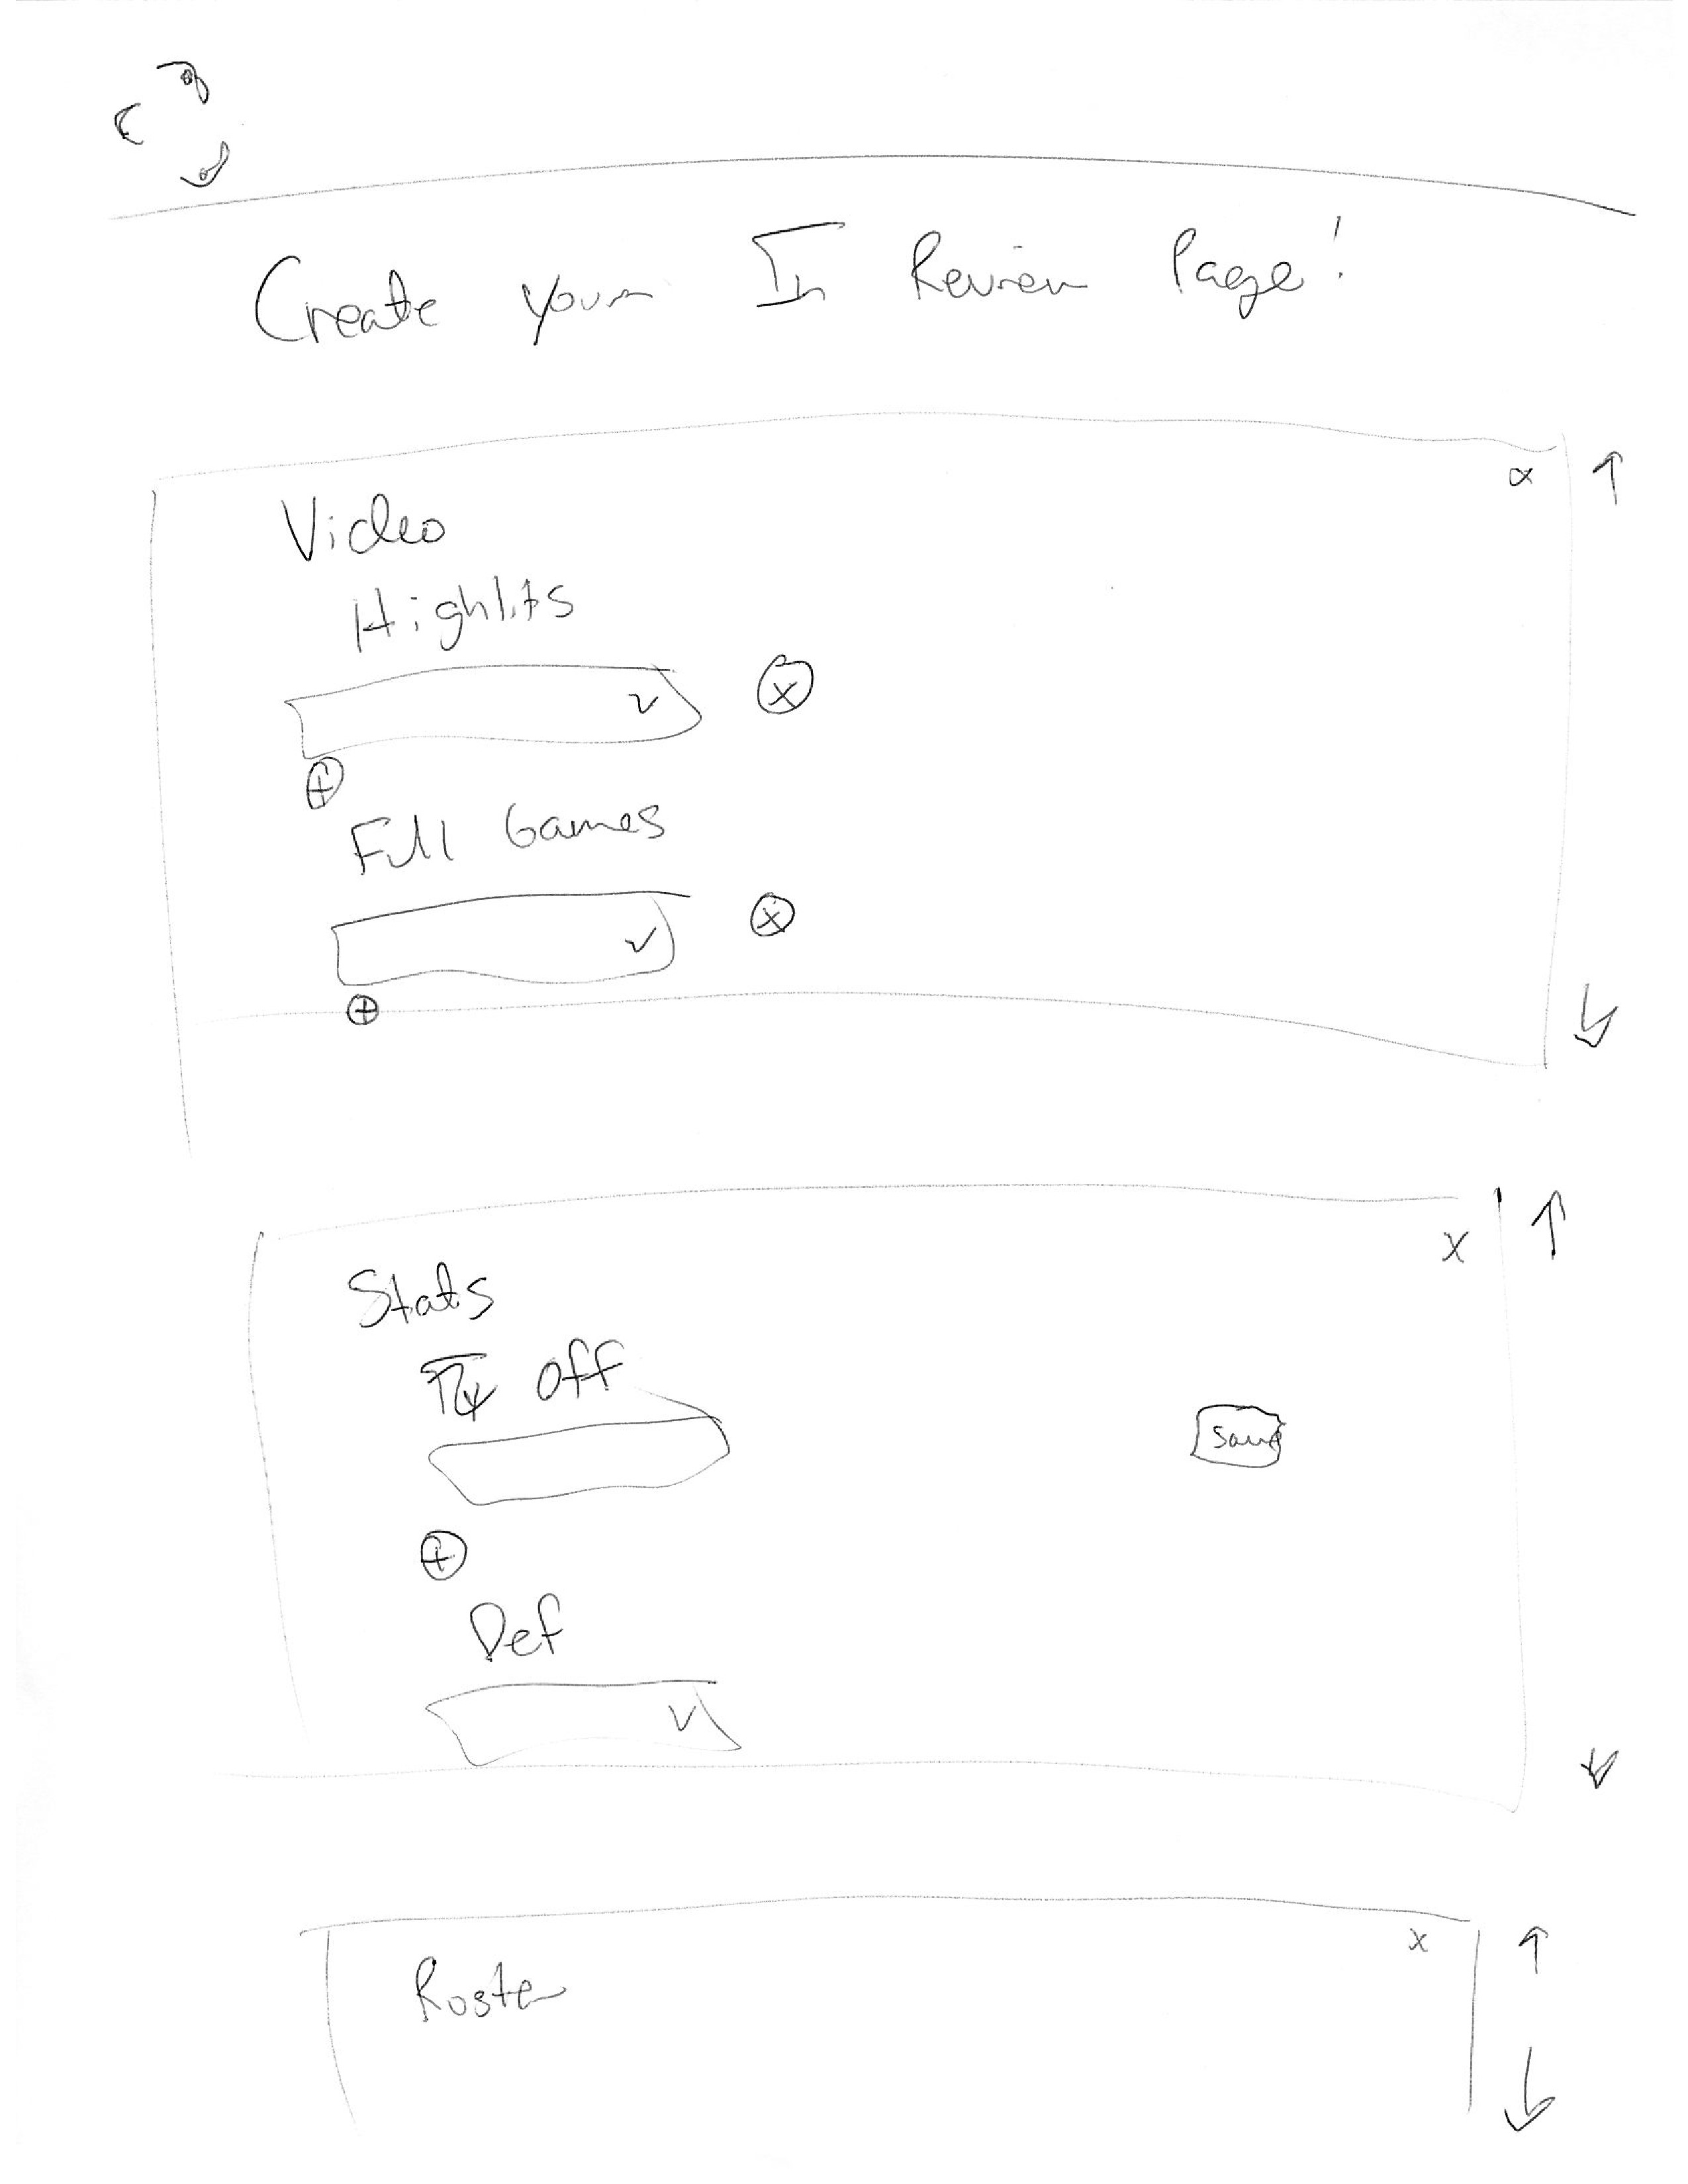 Create your In Review Page!
x
Video
Highlits
x
Full Games
x
x
Stats
Off
Save
Def
x
Roster